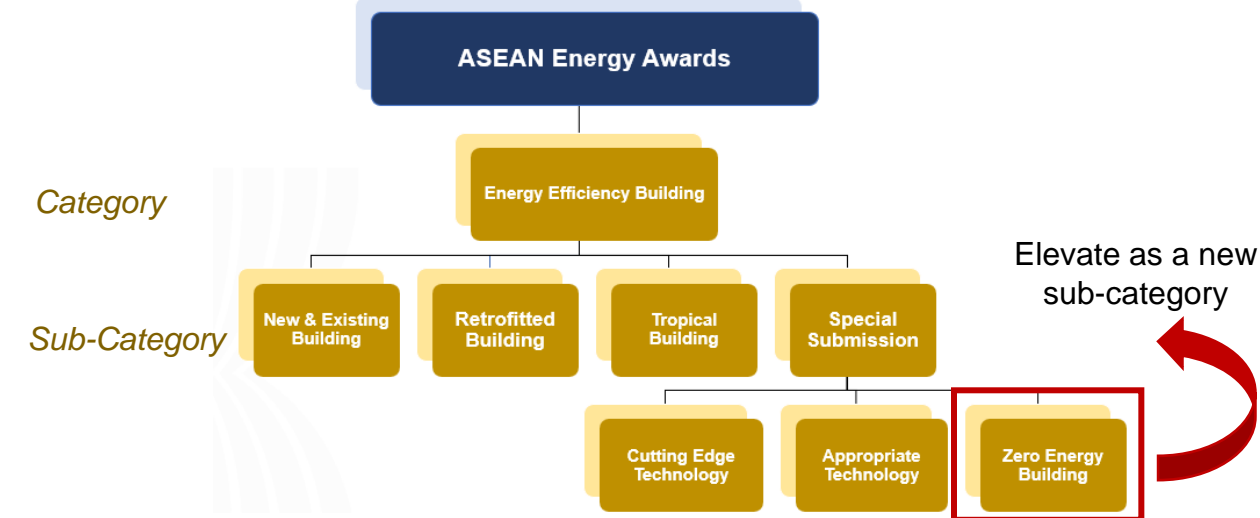 ASEAN Energy Awards
Category
Energy Efficiency Building
Elevate as a new
sub-category
Sub-Category
New & Existing
Building
Retrofitted
Building
Tropical
Building
Special
Submission
Cutting Edge
Technology
Appropriate
Technology
Zero Energy
Building